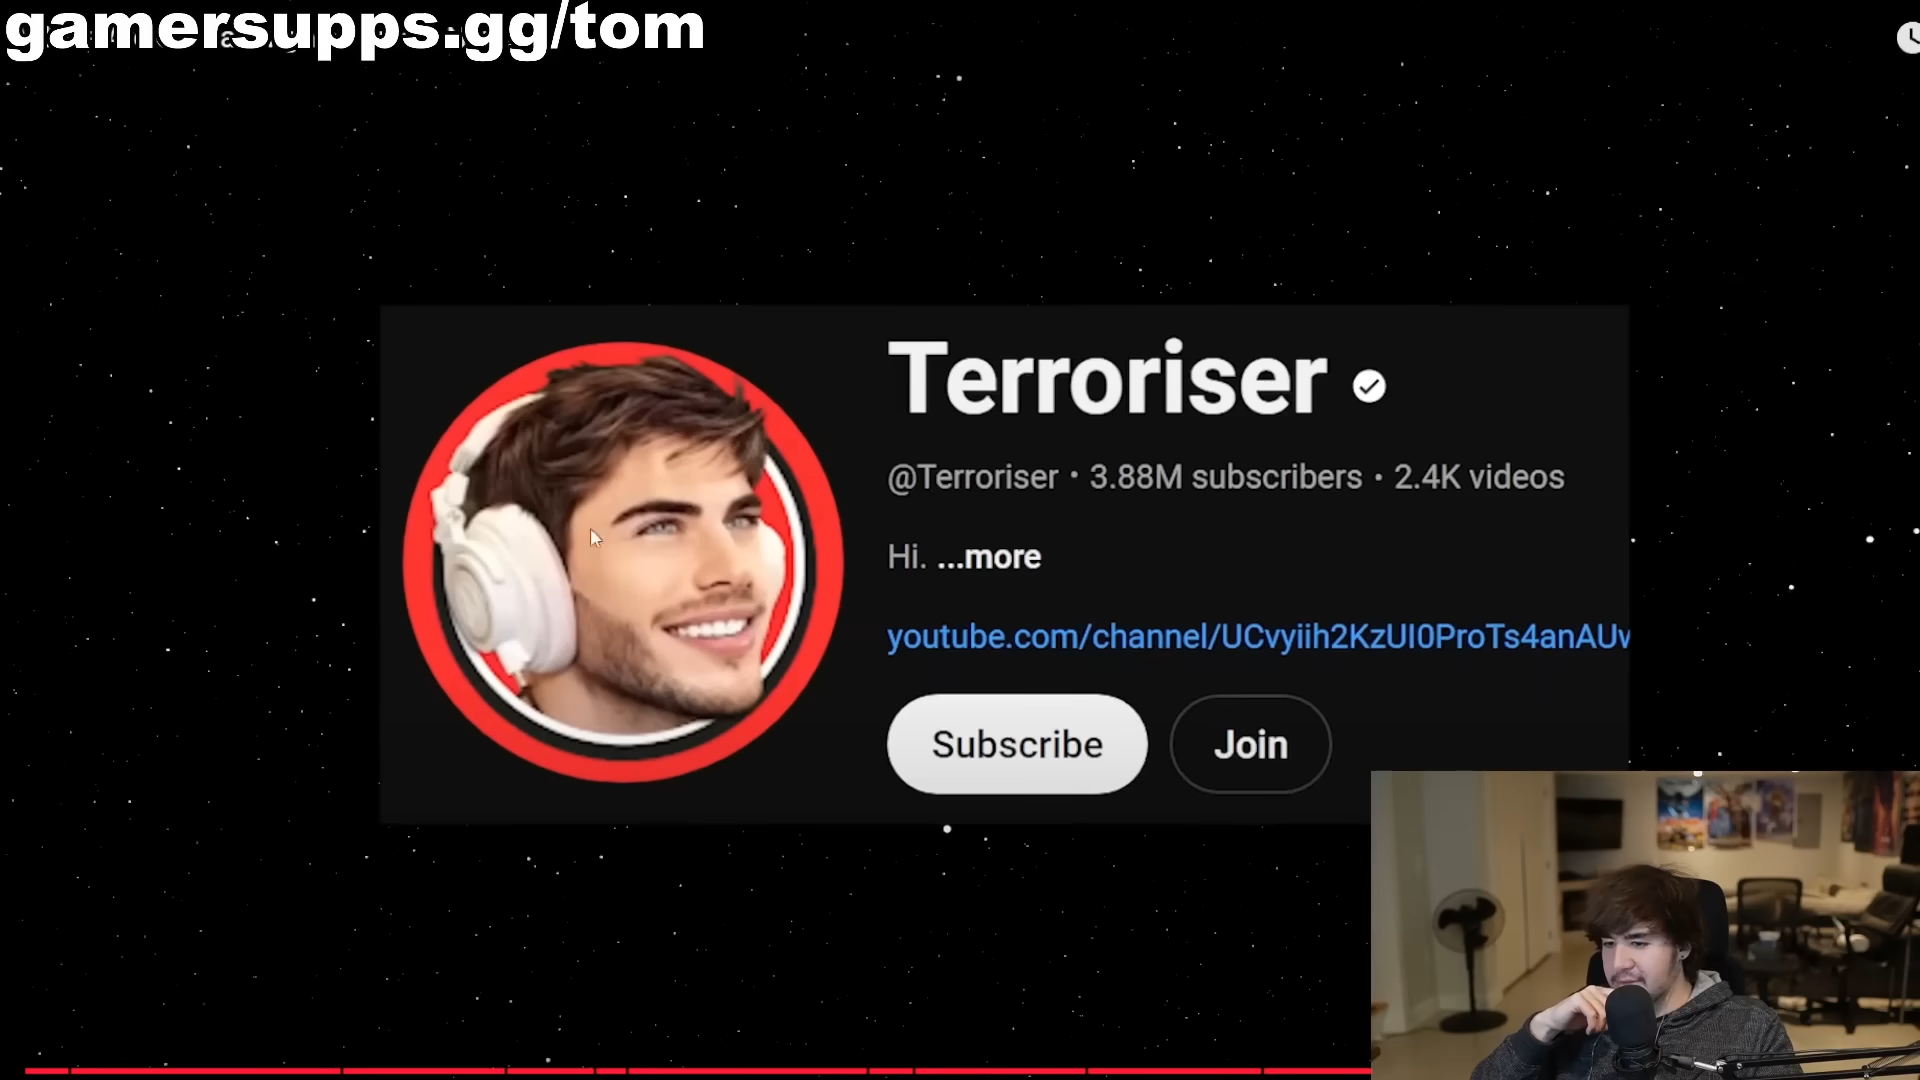 gamersupps.gg/tom
Terroriser
@Terroriser • 3.88M subscribers • 2.4K videos
Hi. ...more
youtube.com/channel/UCvyiih2KzUI0ProTs4anAUv
Subscribe
Join